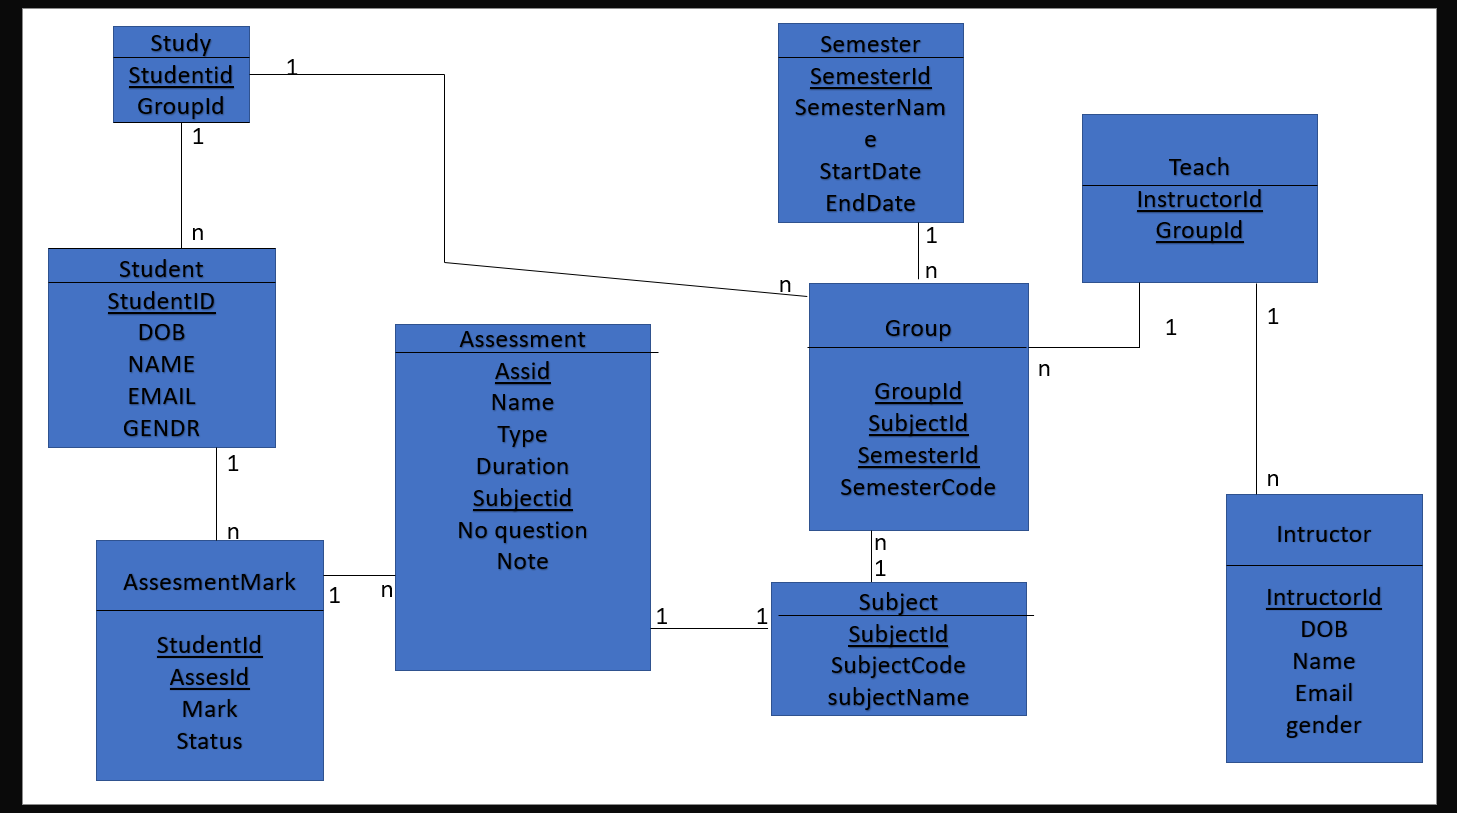 Study
Studentid
GroupId
1
1
n
Student
StudentID
DOB
NAME
EMAIL
GENDR
1
n
AssesmentMark
StudentId
AssesId
Mark
Status
1
n
Assessment
Assid
Name
Type
Duration
Subjectid
No question
Note
1
1
Semester
SemesterId
SemesterNam
e
StartDate
EndDate
1
n
n
Group
GroupId
SubjectId
SemesterId
SemesterCode
n
1
Subject
SubjectId
SubjectCode
subjectName
Teach
InstructorId
GroupId
1
n
1
n
Intructor
IntructorId
DOB
Name
Email
gender